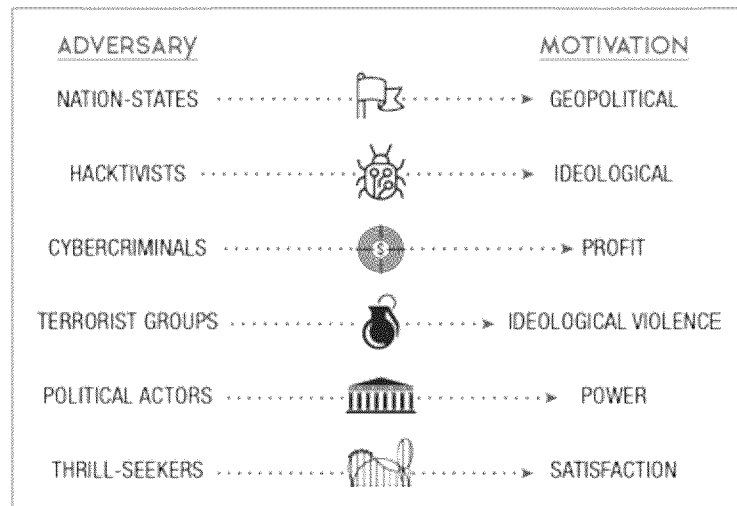 ADVERSARY MOTIVATION
NATION-STATES GEOPOLITICAL
HACKTIVISTS IDEOLOGICAL
CYBERCRIMINALS $ PROFIT
TERRORIST GROUPS IDEOLOGICAL VIOLENCE
POLITICAL ACTORS POWER
THRILL-SEEKERS SATISFACTION